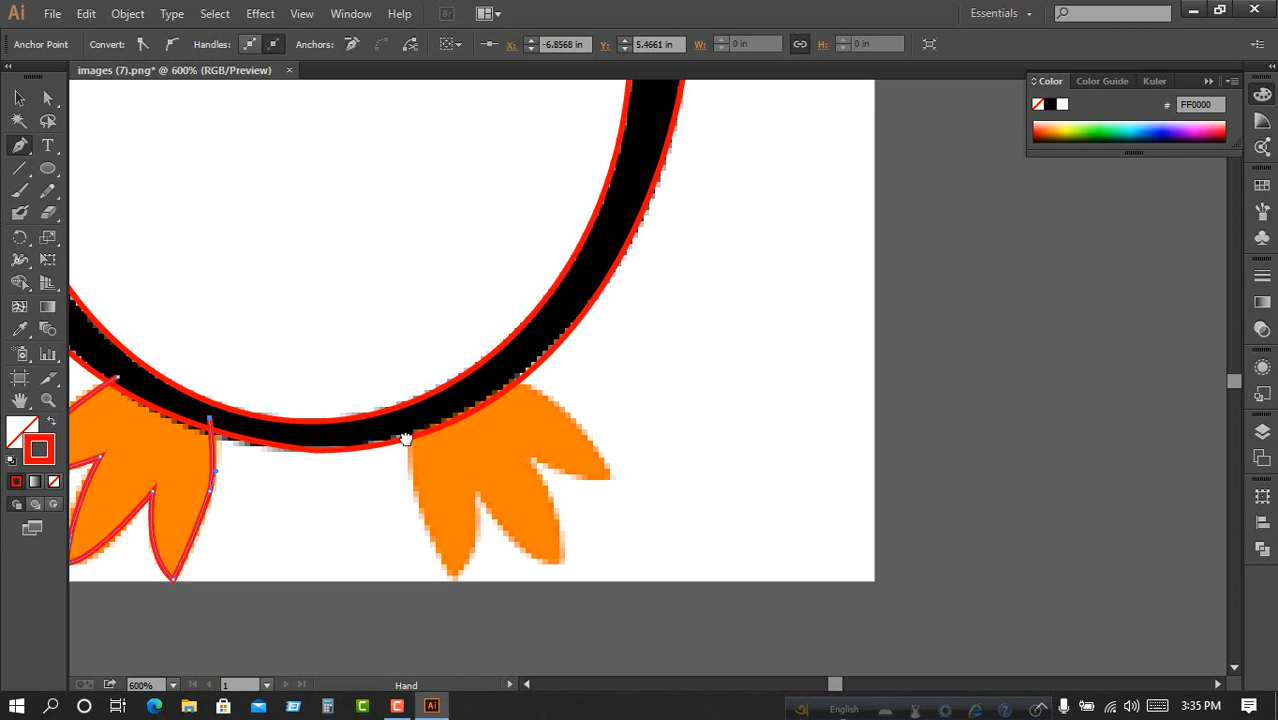 Ai File Edit Object Type Select Effect View Window Help Br Essentials
Anchor Point Convert: Handles: Anchors: X: -6.8568 in Y: 5.4661 in W: 0 in H: 0 in
images (7).png* @ 600% (RGB/Preview) ×
Color Color Guide Kuler
# FF0000
T
600% 1 Hand
Ai English 3:35 PM